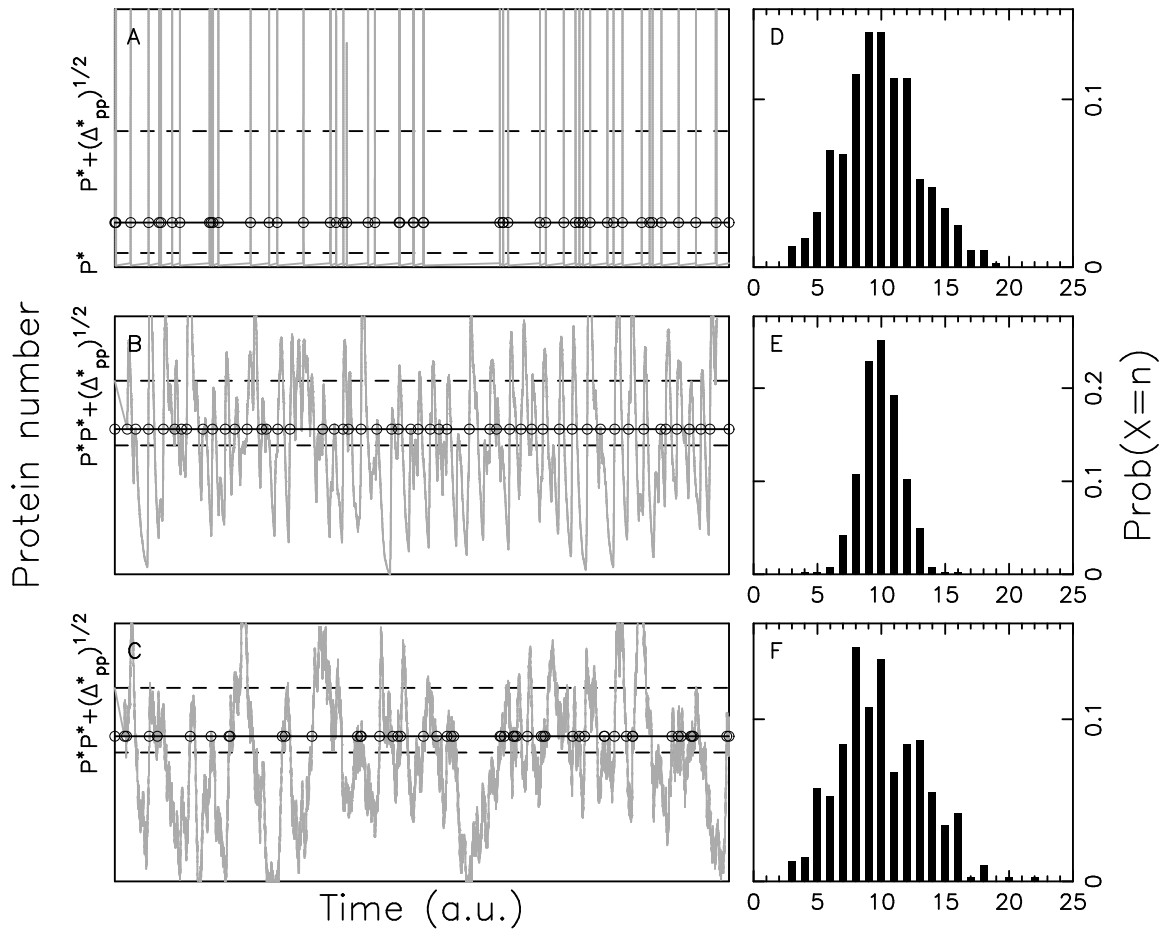 Protein number
A
P*+(Δ*pp)1/2
P*
B
P*P*+(Δ*pp)1/2
C
P*P*+(Δ*pp)1/2
Time (a.u.)
D
0 0.1
0 5 10 15 20 25
E
0 0.1 0.2
0 5 10 15 20 25
F
0 0.1
0 5 10 15 20 25
Prob(X=n)